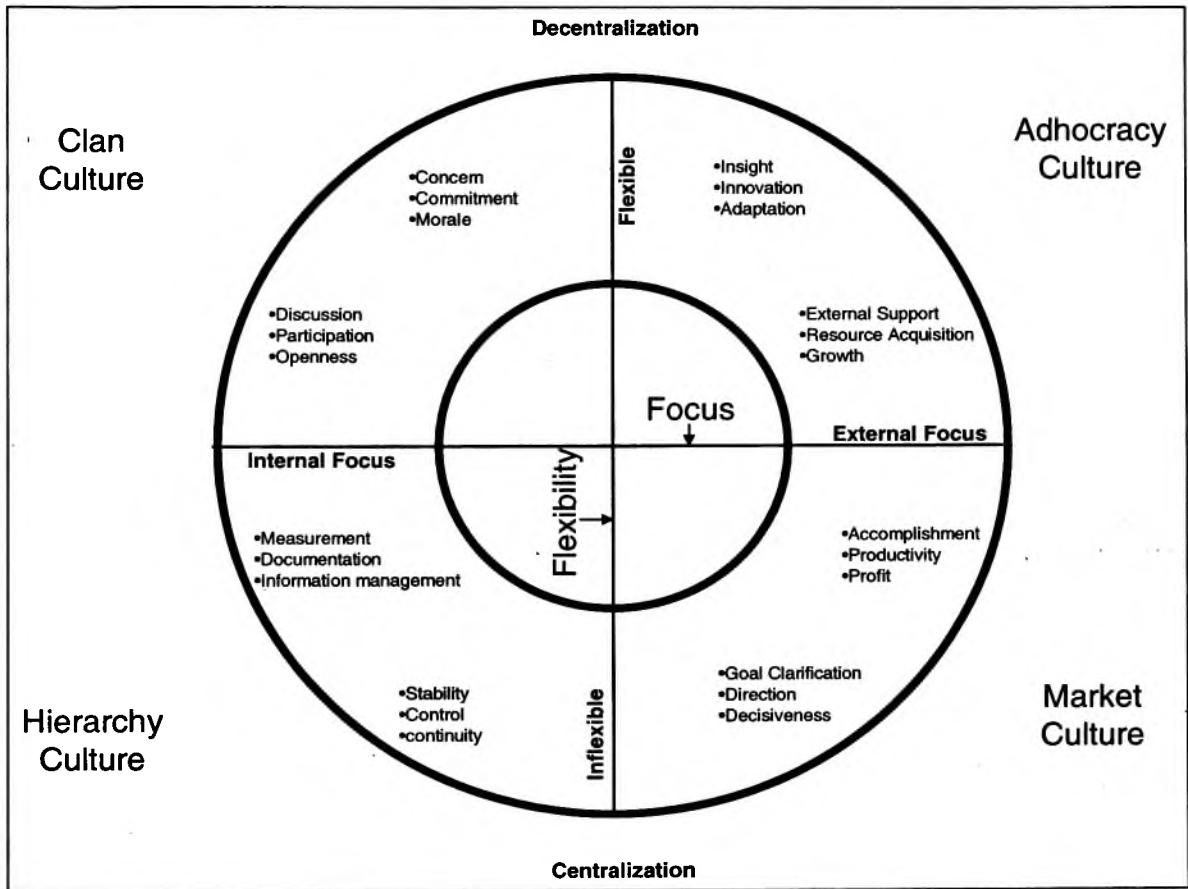 Decentralization
Clan
Culture
Adhocracy
Culture
•Concern
•Commitment
•Morale
Flexible
•Insight
•Innovation
•Adaptation
•Discussion
•Participation
•Openness
•External Support
•Resource Acquisition
•Growth
Focus
External Focus
Internal Focus
Flexibility
•Measurement
•Documentation
•Information management
•Accomplishment
•Productivity
•Profit
•Stability
•Control
•continuity
Inflexible
•Goal Clarification
•Direction
•Decisiveness
Hierarchy
Culture
Market
Culture
Centralization